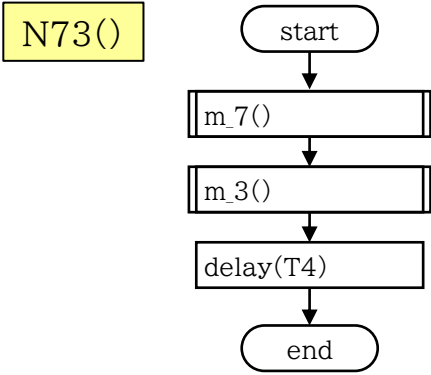 N73()
start
m_7()
m_3()
delay(T4)
end